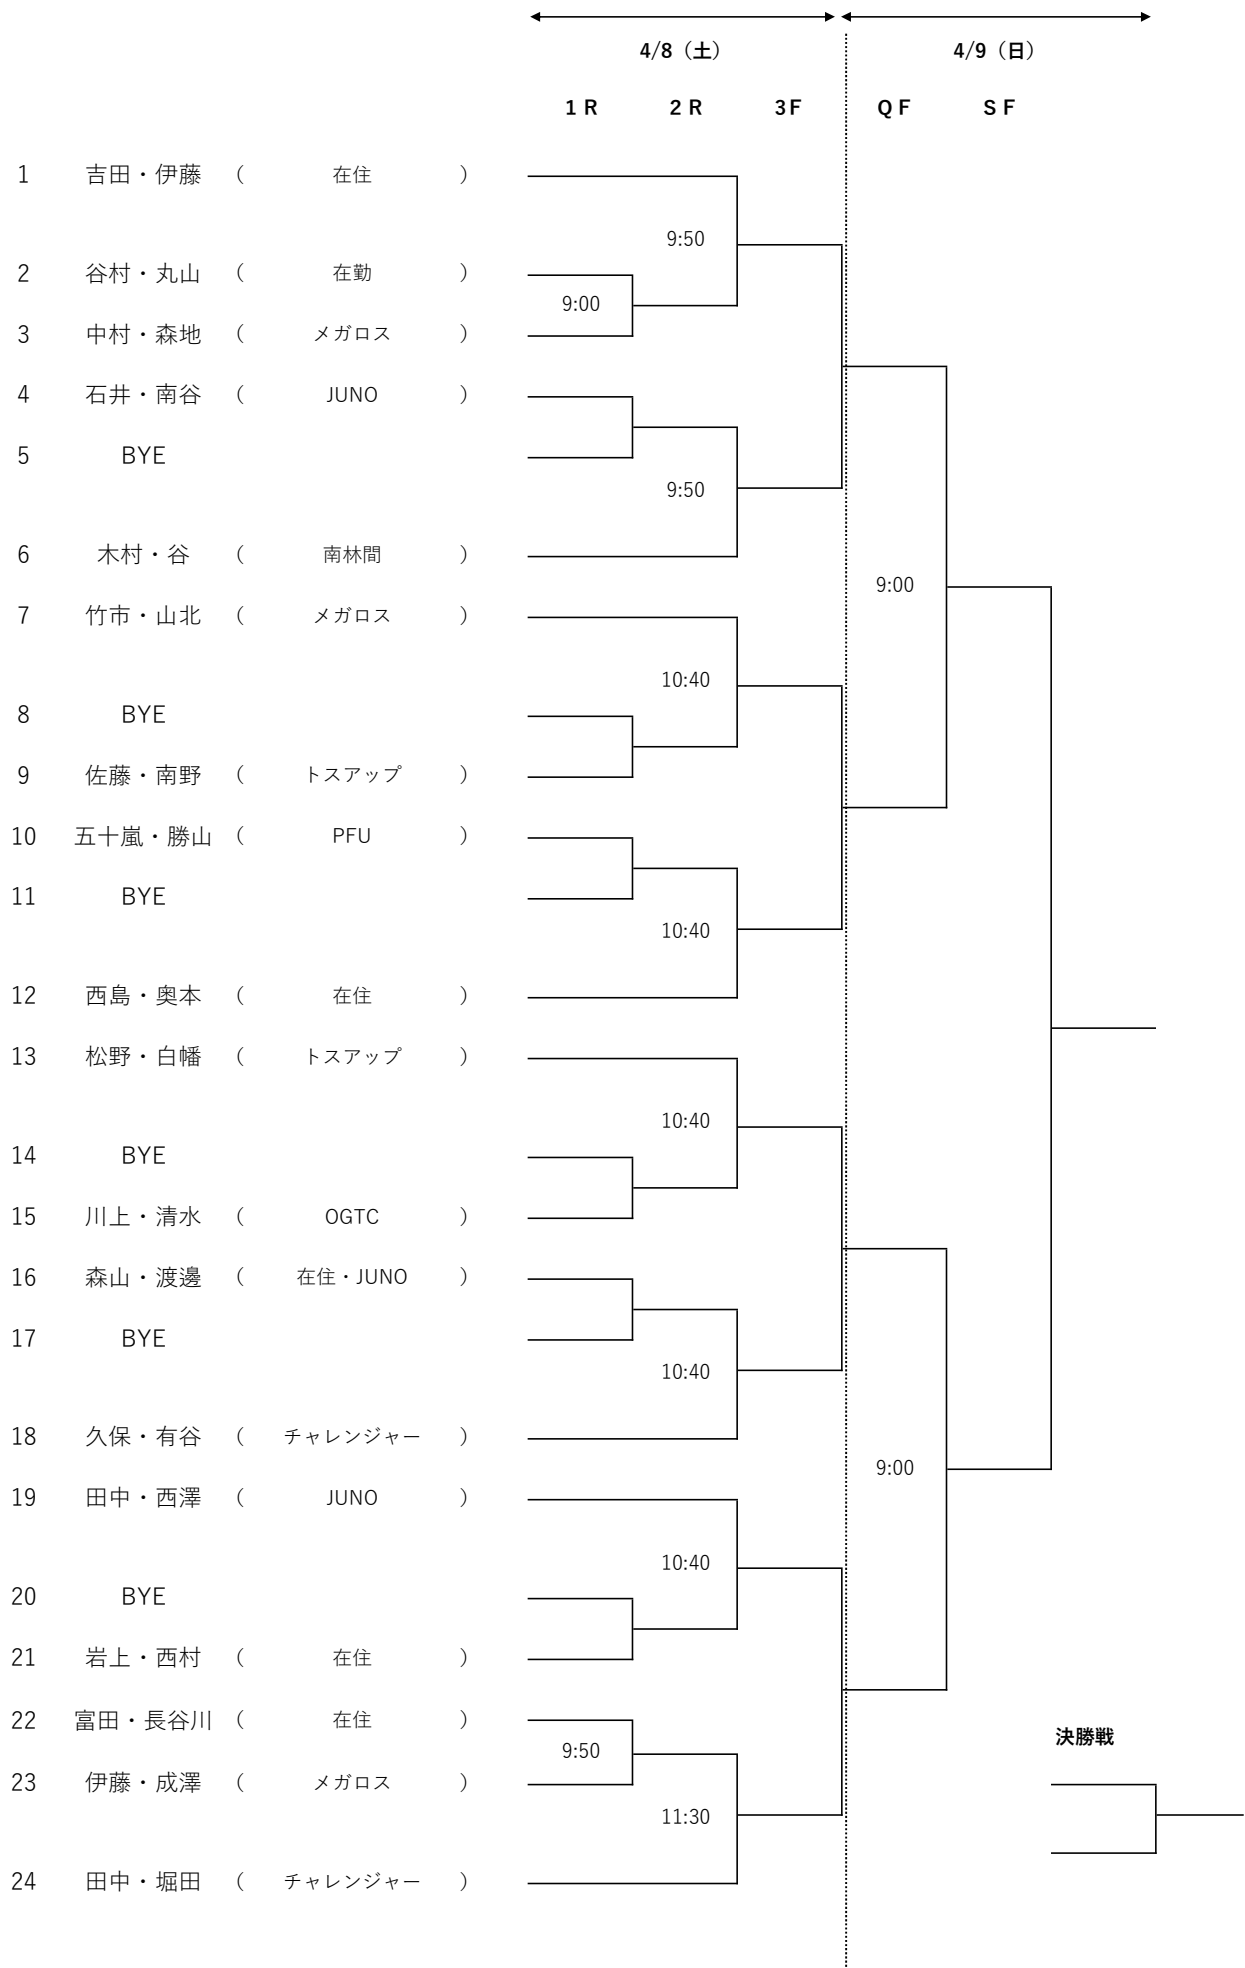 4/8（土） 4/9（日）
1 R 2 R 3F Q F S F
1 吉田・伊藤 （ 在住 ）
9:50
2 谷村・丸山 （ 在勤 ）
9:00
3 中村・森地 （ メガロス ）
4 石井・南谷 （ JUNO ）
5 BYE
9:50
6 木村・谷 （ 南林間 ）
9:00
7 竹市・山北 （ メガロス ）
10:40
8 BYE
9 佐藤・南野 （ トスアップ ）
10 五十嵐・勝山 （ PFU ）
11 BYE
10:40
12 西島・奥本 （ 在住 ）
13 松野・白幡 （ トスアップ ）
10:40
14 BYE
15 川上・清水 （ OGTC ）
16 森山・渡邊 （ 在住・JUNO ）
17 BYE
10:40
18 久保・有谷 （ チャレンジャー ）
9:00
19 田中・西澤 （ JUNO ）
10:40
20 BYE
21 岩上・西村 （ 在住 ）
22 富田・長谷川 （ 在住 ）
決勝戦
9:50
23 伊藤・成澤 （ メガロス ）
11:30
24 田中・堀田 （ チャレンジャー ）